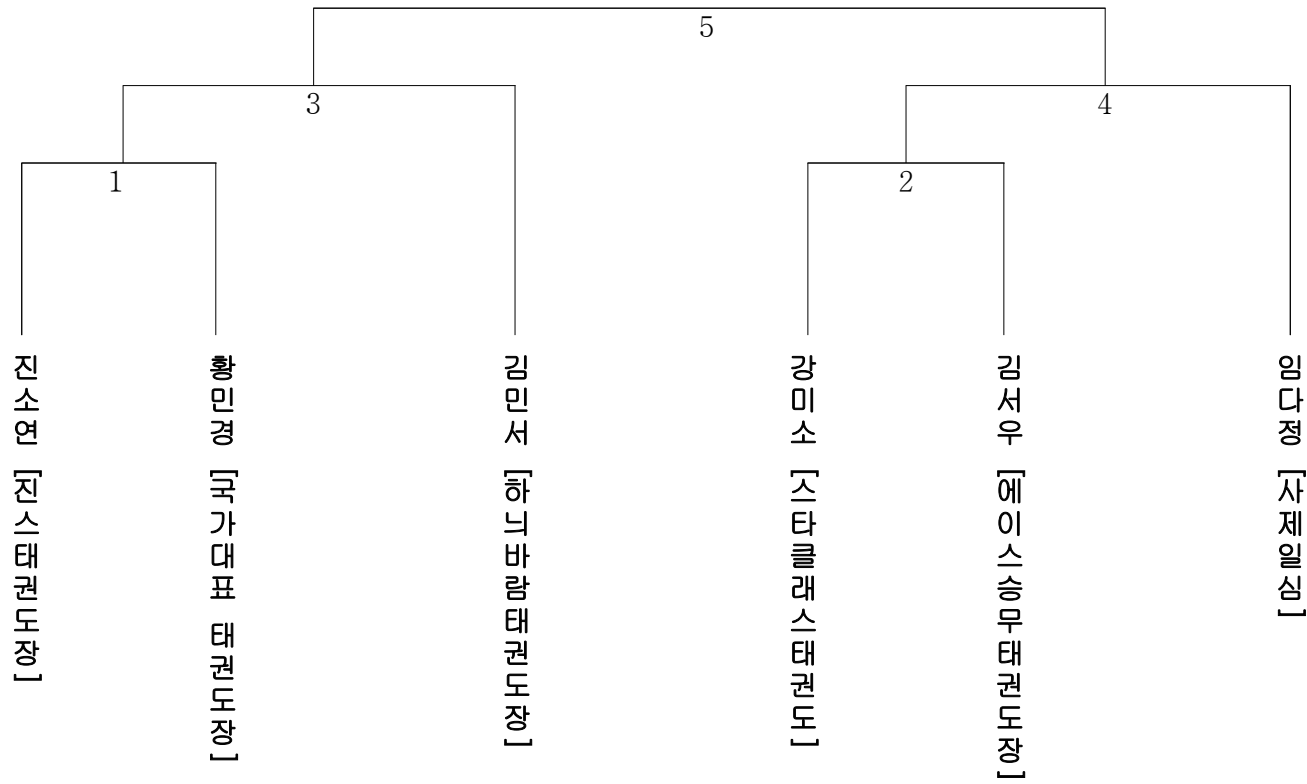 5
3
4
1
2
진소연 [진스태권도장]
황민경 [국가대표 태권도장]
김민서 [하늬바람태권도장]
강미소 [스타클래스태권도]
김서우 [에이스승무태권도장]
임다정 [사제일심]